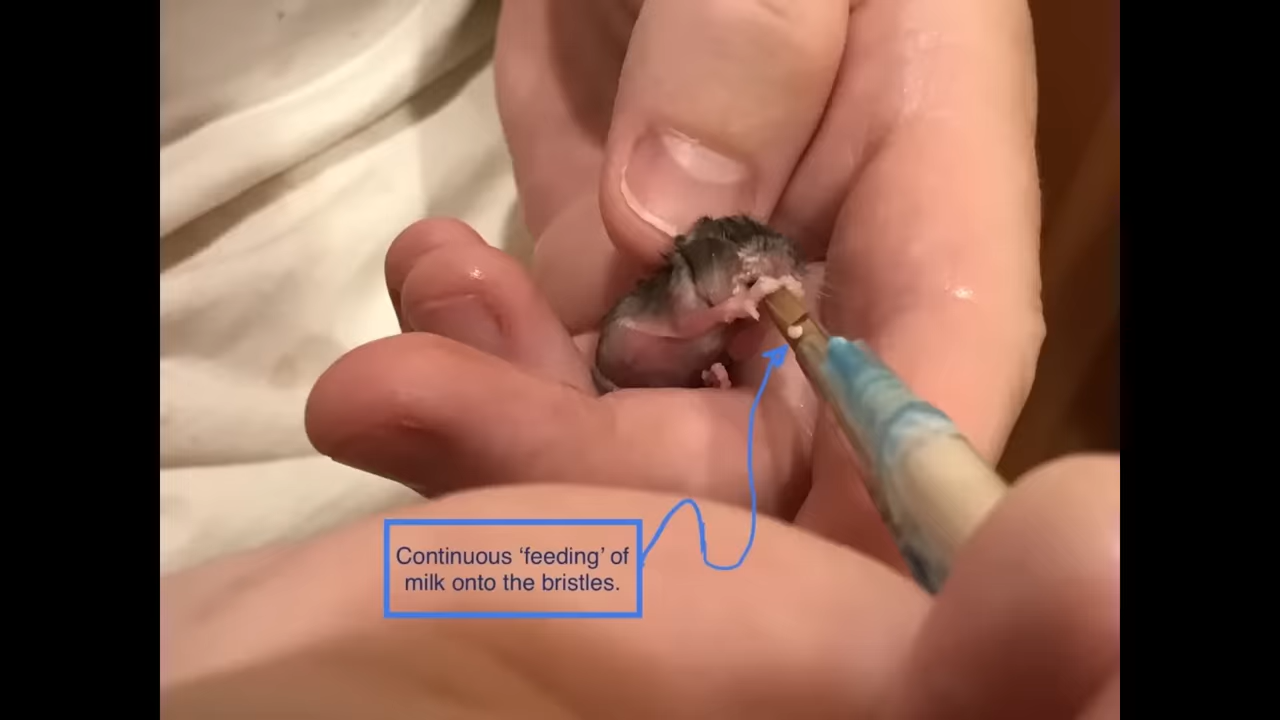 Continuous ‘feeding’ of
milk onto the bristles.